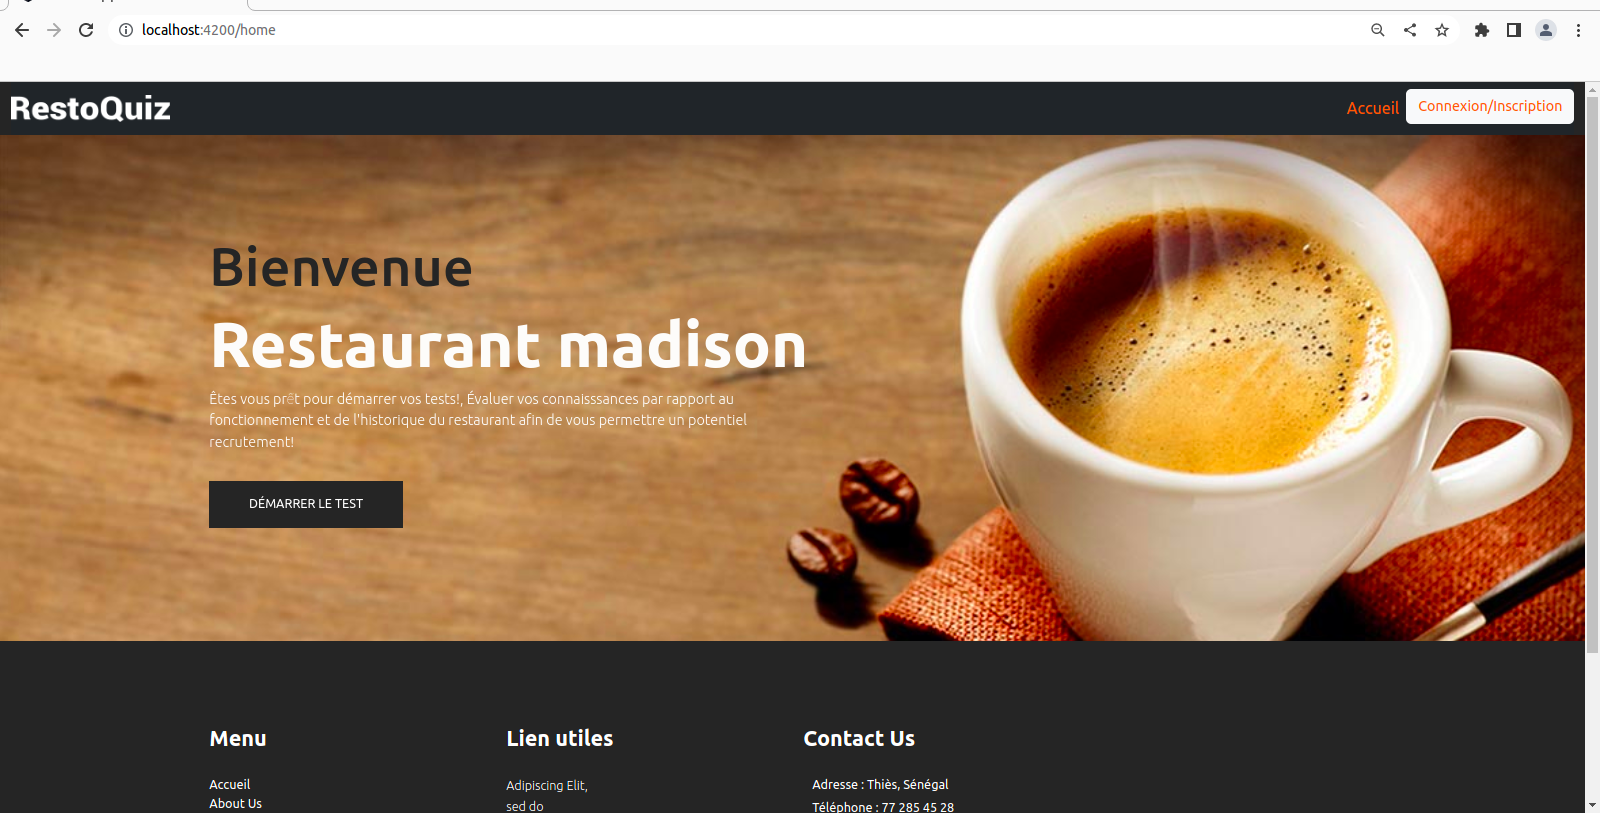 localhost:4200/home
RestoQuiz
Accueil
Connexion/Inscription
Bienvenue
Restaurant madison
Êtes vous prêt pour démarrer vos tests!, Évaluer vos connaisssances par rapport au
fonctionnement et de l'historique du restaurant afin de vous permettre un potentiel
recrutement!
DÉMARRER LE TEST
Menu
Accueil
About Us
Lien utiles
Adipiscing Elit,
sed do
Contact Us
Adresse : Thiès, Sénégal
Téléphone : 77 285 45 28